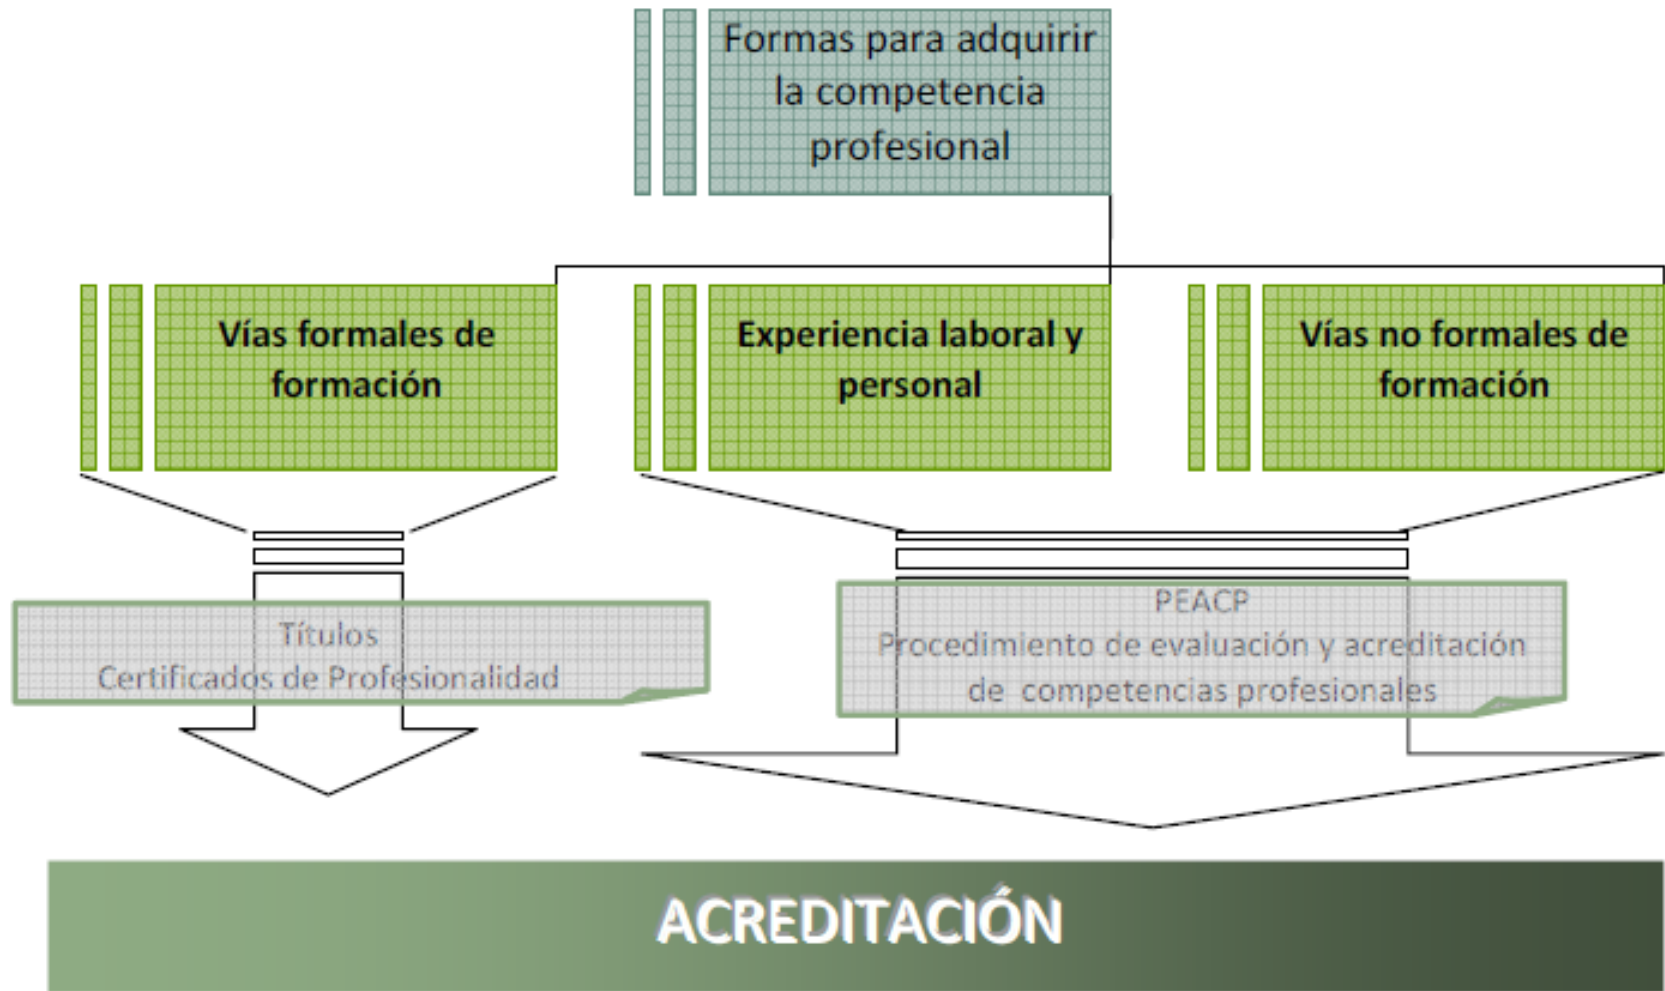 Formas para adquirir
la competencia
profesional
Vías formales de
formación
Experiencia laboral y
personal
Vías no formales de
formación
Títulos
Certificados de Profesionalidad
PEACP
Procedimiento de evaluación y acreditación
de competencias profesionales
ACREDITACIÓN